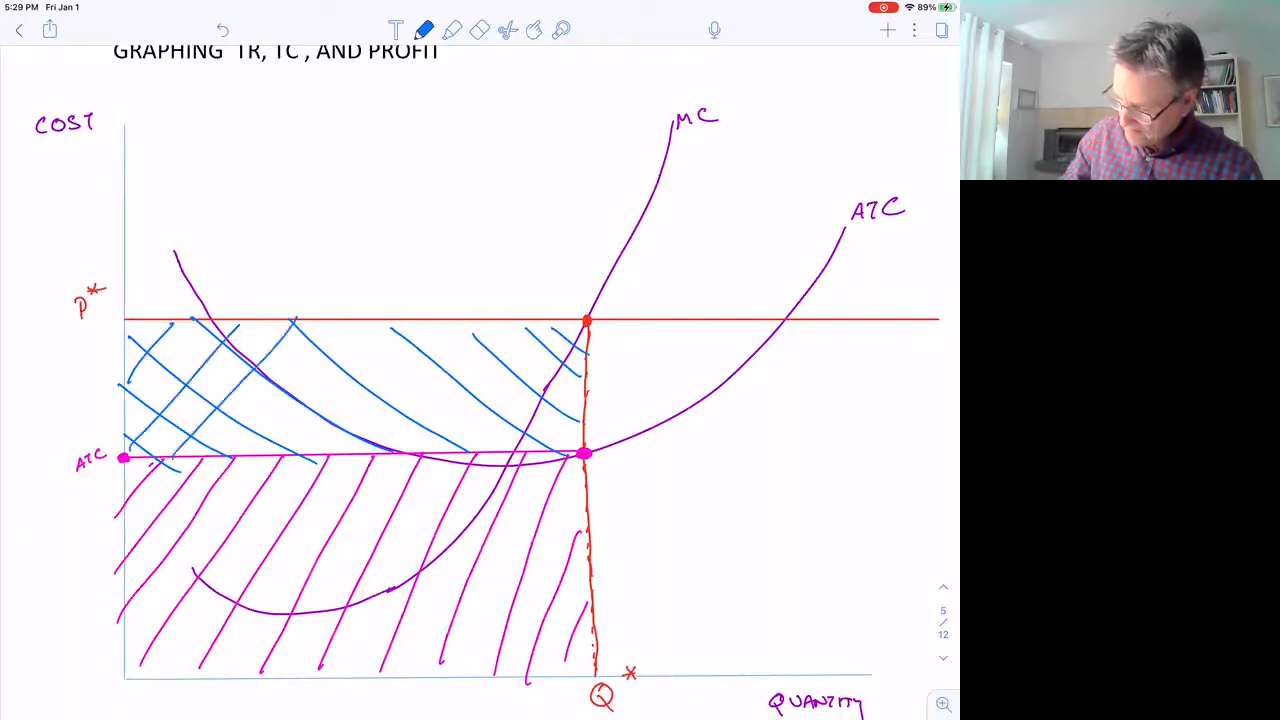 5:29 PM Fri Jan 1
89%
GRAPHING TR, TC, AND PROFIT
COST
MC
ATC
P*
ATC
5
/
12
Q*
QUANTITY